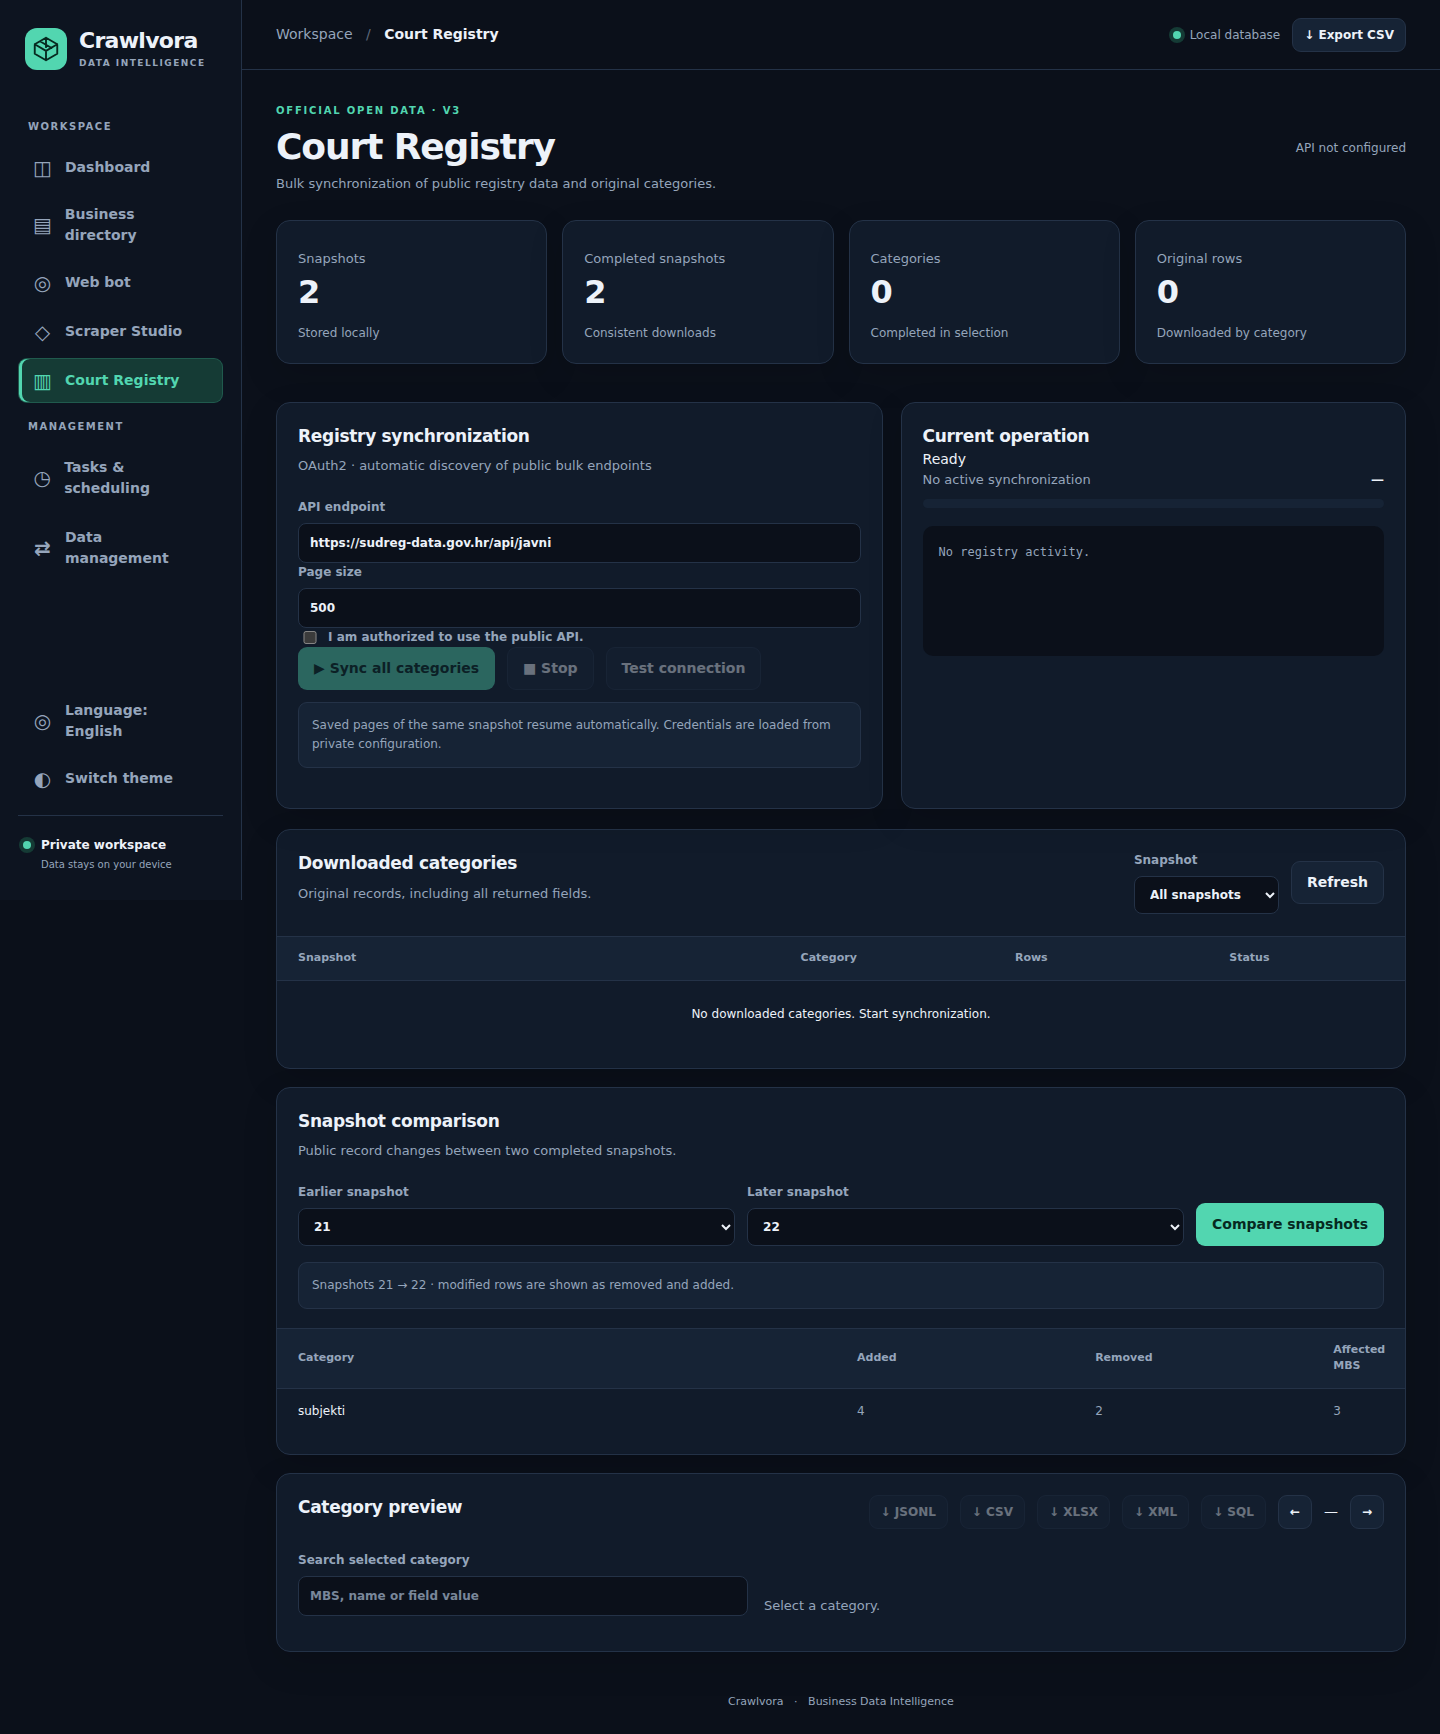 Crawlvora
DATA INTELLIGENCE
WORKSPACE
Dashboard
Business
directory
Web bot
Scraper Studio
Court Registry
MANAGEMENT
Tasks &
scheduling
Data
management
Language:
English
Switch theme
Private workspace
Data stays on your device
Workspace / Court Registry
Local database
↓ Export CSV
OFFICIAL OPEN DATA · V3
Court Registry
API not configured
Bulk synchronization of public registry data and original categories.
Snapshots
2
Stored locally
Completed snapshots
2
Consistent downloads
Categories
0
Completed in selection
Original rows
0
Downloaded by category
Registry synchronization
OAuth2 · automatic discovery of public bulk endpoints
API endpoint
https://sudreg-data.gov.hr/api/javni
Page size
500
I am authorized to use the public API.
▶ Sync all categories
■ Stop
Test connection
Saved pages of the same snapshot resume automatically. Credentials are loaded from
private configuration.
Current operation
Ready
No active synchronization —
No registry activity.
Downloaded categories
Original records, including all returned fields.
Snapshot
All snapshots
Refresh
Snapshot Category Rows Status
No downloaded categories. Start synchronization.
Snapshot comparison
Public record changes between two completed snapshots.
Earlier snapshot
21
Later snapshot
22
Compare snapshots
Snapshots 21 → 22 · modified rows are shown as removed and added.
Category Added Removed Affected
MBS
subjekti 4 2 3
Category preview
↓ JSONL ↓ CSV ↓ XLSX ↓ XML ↓ SQL ← — →
Search selected category
MBS, name or field value
Select a category.
Crawlvora · Business Data Intelligence